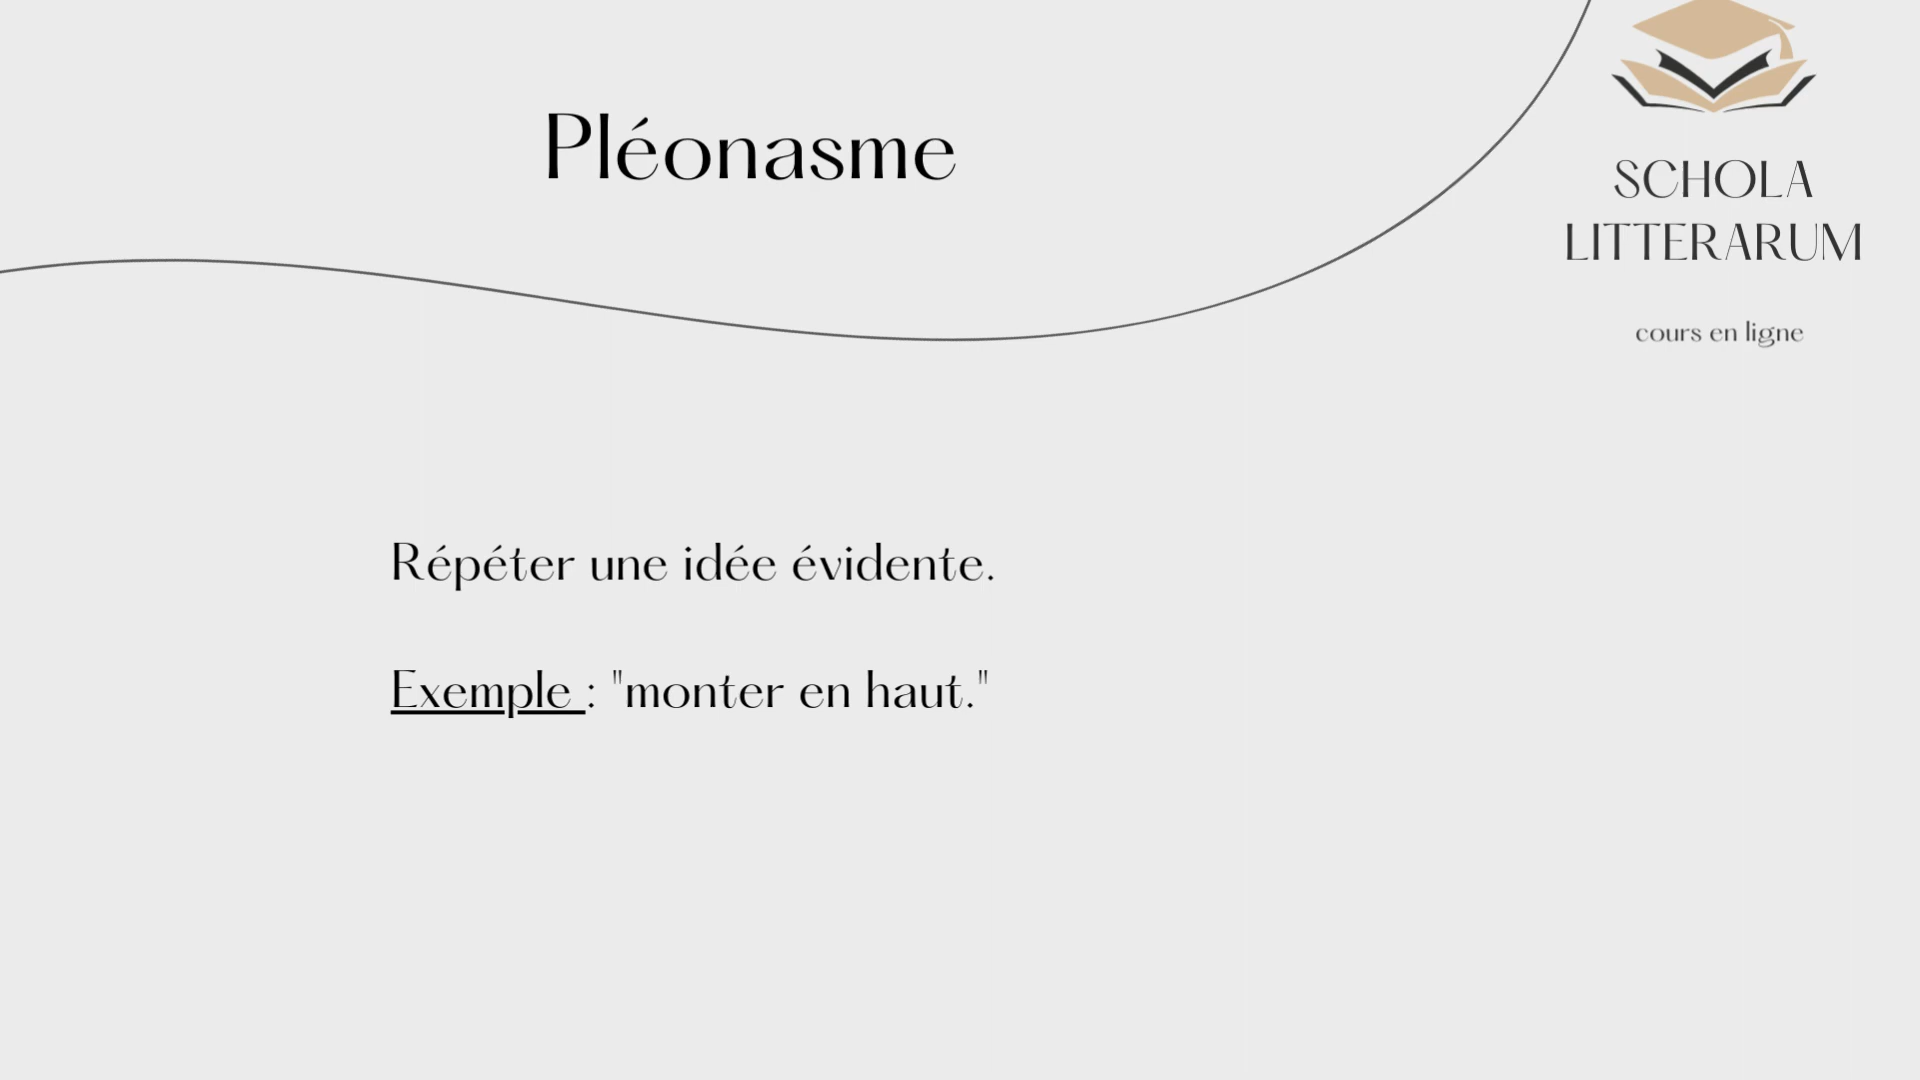 Pléonasme
SCHOLA
LITTERARUM
cours en ligne
Répéter une idée évidente.
Exemple : "monter en haut."